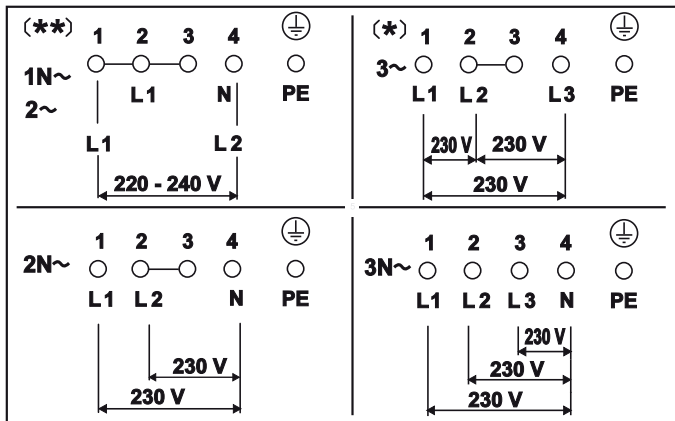 (**) 1 2 3 4
1N~
2~
L1 N PE
L1 L2
220 - 240 V
(*) 1 2 3 4
3~
L1 L2 L3 PE
230 V 230 V
230 V
1 2 3 4
2N~
L1 L2 N PE
230 V
230 V
1 2 3 4
3N~
L1 L2 L3 N PE
230 V
230 V
230 V